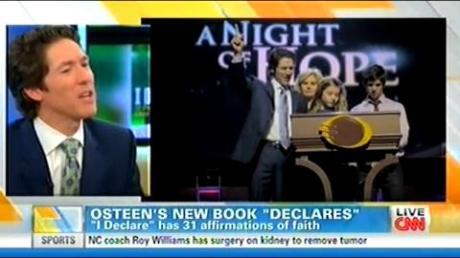 A NIGHT
OF HOPE
OSTEEN'S NEW BOOK "DECLARES"
"I Declare" has 31 affirmations of faith
LIVE
CNN
SPORTS
NC coach Roy Williams has surgery on kidney to remove tumor